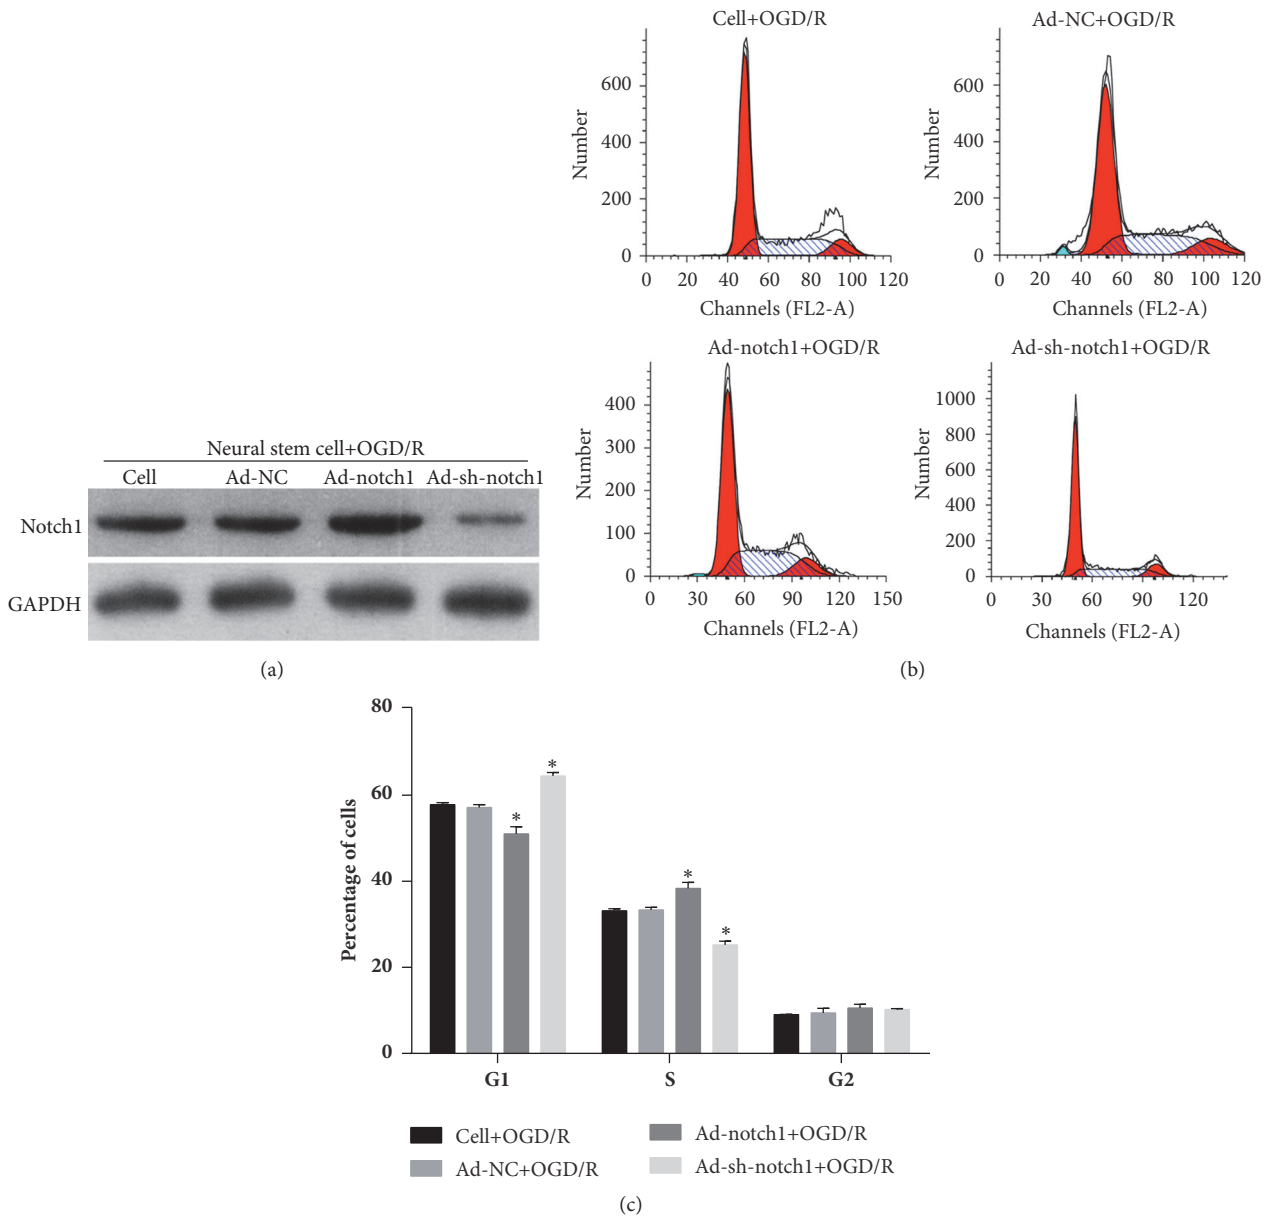 Neural stem cell+OGD/R
Cell Ad-NC Ad-notch1 Ad-sh-notch1
Notch1
GAPDH
(a)
Cell+OGD/R
Number
600
400
200
0
0 20 40 60 80 100 120
Channels (FL2-A)
Ad-NC+OGD/R
Number
600
400
200
0
0 20 40 60 80 100 120
Channels (FL2-A)
Ad-notch1+OGD/R
Number
400
300
200
100
0
0 30 60 90 120 150
Channels (FL2-A)
Ad-sh-notch1+OGD/R
Number
1000
800
600
400
200
0
0 30 60 90 120
Channels (FL2-A)
(b)
Percentage of cells
80
60
40
20
0
* *
* *
G1 S G2
Cell+OGD/R
Ad-NC+OGD/R
Ad-notch1+OGD/R
Ad-sh-notch1+OGD/R
(c)